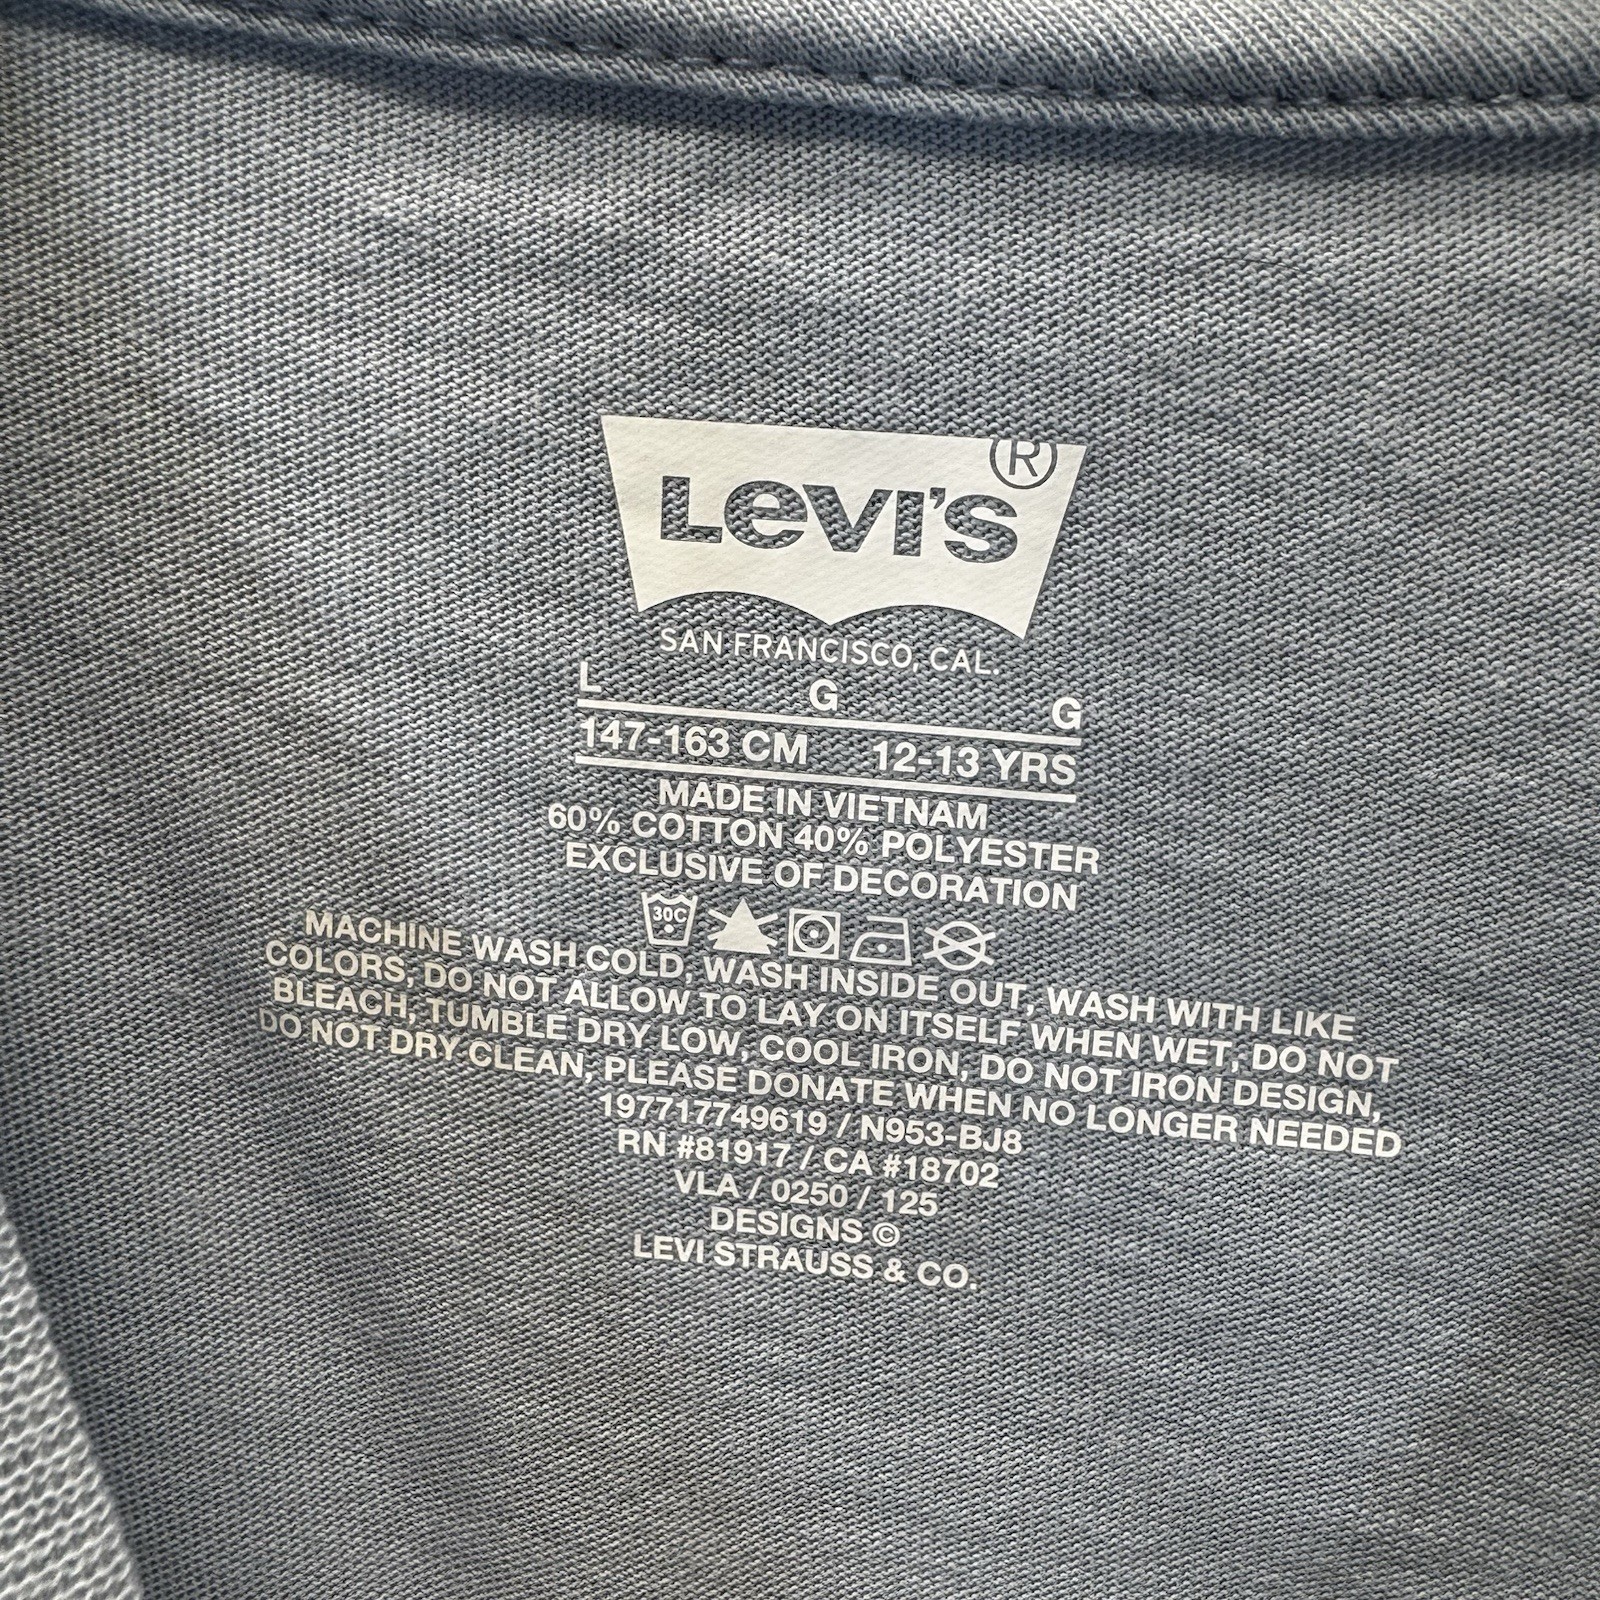 LEVI'S ®
SAN FRANCISCO, CAL.
L G G
147-163 CM 12-13 YRS
MADE IN VIETNAM
60% COTTON 40% POLYESTER
EXCLUSIVE OF DECORATION
30C
MACHINE WASH COLD, WASH INSIDE OUT, WASH WITH LIKE
COLORS, DO NOT ALLOW TO LAY ON ITSELF WHEN WET, DO NOT
BLEACH, TUMBLE DRY LOW, COOL IRON, DO NOT IRON DESIGN,
DO NOT DRY CLEAN, PLEASE DONATE WHEN NO LONGER NEEDED
197717749619 / N953-BJ8
RN #81917 / CA #18702
VLA / 0250 / 125
DESIGNS ©
LEVI STRAUSS & CO.